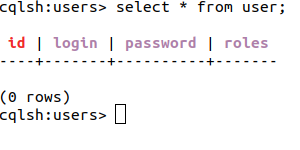 cqlsh:users> select * from user;
id | login | password | roles
----+-------+----------+-------
(0 rows)
cqlsh:users>